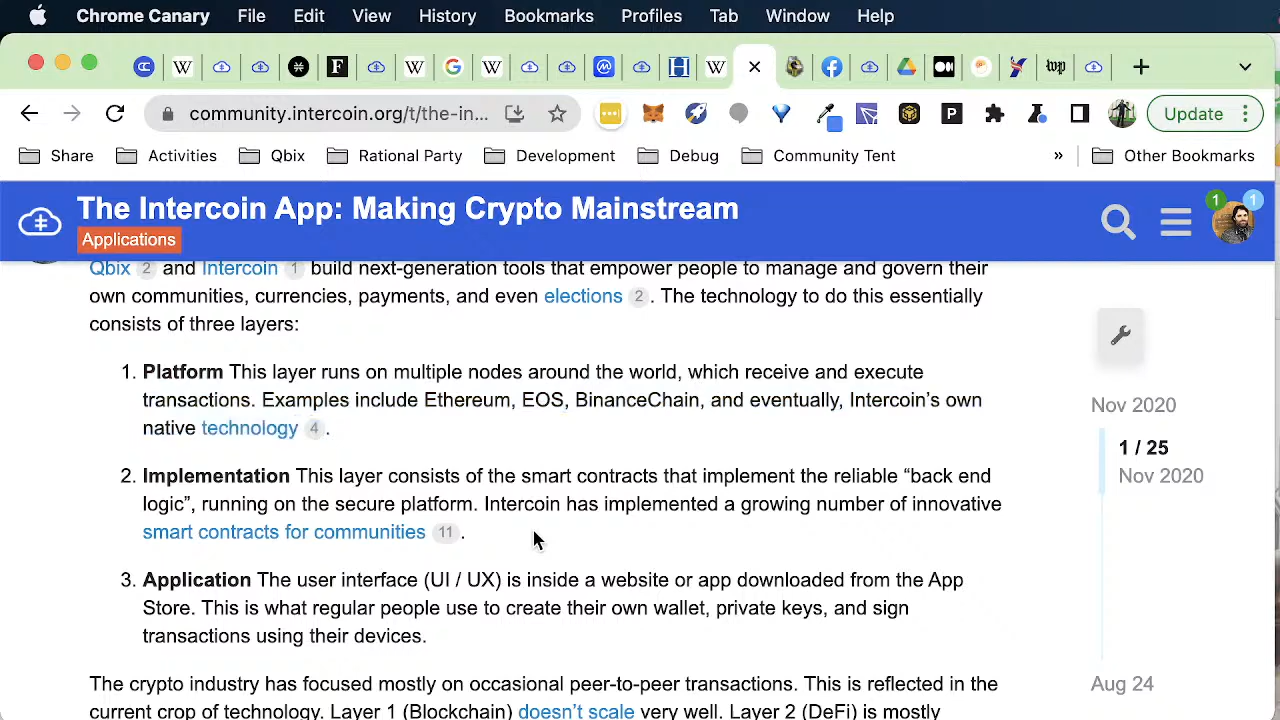 Chrome Canary File Edit View History Bookmarks Profiles Tab Window Help
community.intercoin.org/t/the-in... Update
Share Activities Qbix Rational Party Development Debug Community Tent » Other Bookmarks
The Intercoin App: Making Crypto Mainstream
Applications
1 1
Qbix 2 and Intercoin 1 build next-generation tools that empower people to manage and govern their
own communities, currencies, payments, and even elections 2 . The technology to do this essentially
consists of three layers:
1. Platform This layer runs on multiple nodes around the world, which receive and execute
transactions. Examples include Ethereum, EOS, BinanceChain, and eventually, Intercoin’s own
native technology 4 .
2. Implementation This layer consists of the smart contracts that implement the reliable “back end
logic”, running on the secure platform. Intercoin has implemented a growing number of innovative
smart contracts for communities 11 .
3. Application The user interface (UI / UX) is inside a website or app downloaded from the App
Store. This is what regular people use to create their own wallet, private keys, and sign
transactions using their devices.
The crypto industry has focused mostly on occasional peer-to-peer transactions. This is reflected in the
current crop of technology. Layer 1 (Blockchain) doesn’t scale very well. Layer 2 (DeFi) is mostly
Nov 2020
1 / 25
Nov 2020
Aug 24